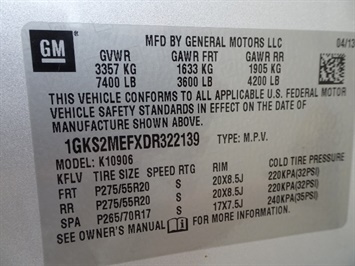 GM MFD BY GENERAL MOTORS LLC 04/13
GVWR GAWR FRT GAWR RR
3357 KG 1633 KG 1905 KG
7400 LB 3600 LB 4200 LB
THIS VEHICLE CONFORMS TO ALL APPLICABLE U.S. FEDERAL MOTOR
VEHICLE SAFETY STANDARDS IN EFFECT ON THE DATE OF
MANUFACTURE SHOWN ABOVE.
1GKS2MEFXDR322139 TYPE: M.P.V.
MODEL: K10906
KFLV TIRE SIZE SPEED RTG RIM COLD TIRE PRESSURE
FRT P275/55R20 S 20X8.5J 220KPA(32PSI)
RR P275/55R20 S 20X8.5J 220KPA(32PSI)
SP P265/70R17 S 17X7.5J 240KPA(35PSI)
SEE OWNER'S MANUAL FOR ADDITIONAL INFORMATION.